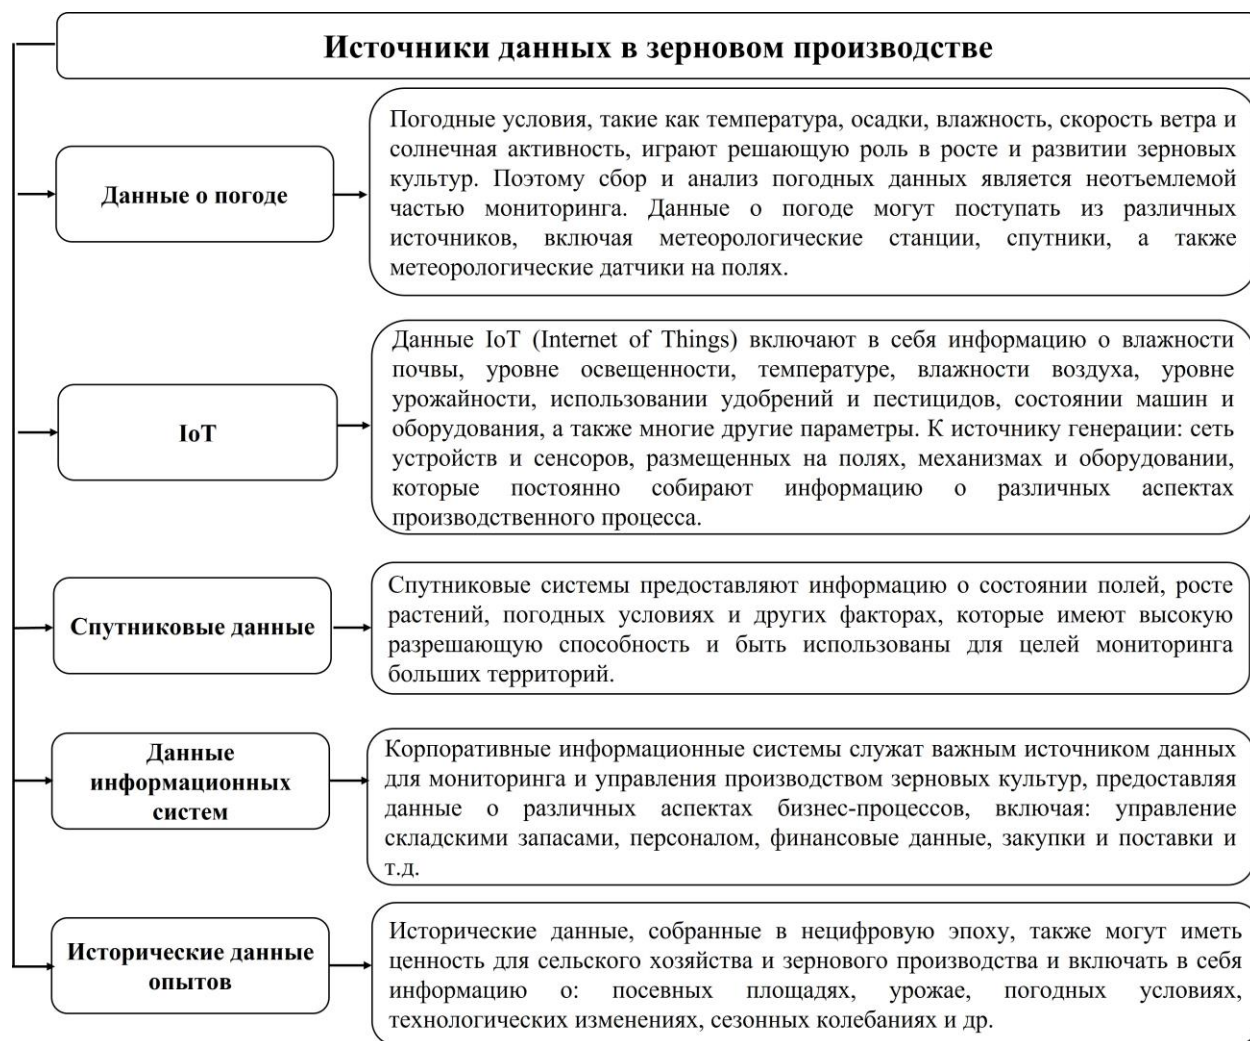 Источники данных в зерновом производстве
Данные о погоде
Погодные условия, такие как температура, осадки, влажность, скорость ветра и
солнечная активность, играют решающую роль в росте и развитии зерновых
культур. Поэтому сбор и анализ погодных данных является неотъемлемой
частью мониторинга. Данные о погоде могут поступать из различных
источников, включая метеорологические станции, спутники, а также
метеорологические датчики на полях.
IoT
Данные IoT (Internet of Things) включают в себя информацию о влажности
почвы, уровне освещенности, температуре, влажности воздуха, уровне
урожайности, использовании удобрений и пестицидов, состоянии машин и
оборудования, а также многие другие параметры. К источнику генерации: сеть
устройств и сенсоров, размещенных на полях, механизмах и оборудовании,
которые постоянно собирают информацию о различных аспектах
производственного процесса.
Спутниковые данные
Спутниковые системы предоставляют информацию о состоянии полей, росте
растений, погодных условиях и других факторах, которые имеют высокую
разрешающую способность и быть использованы для целей мониторинга
больших территорий.
Данные
информационных
систем
Корпоративные информационные системы служат важным источником данных
для мониторинга и управления производством зерновых культур, предоставляя
данные о различных аспектах бизнес-процессов, включая: управление
складскими запасами, персоналом, финансовые данные, закупки и поставки и
т.д.
Исторические данные
опытов
Исторические данные, собранные в нецифровую эпоху, также могут иметь
ценность для сельского хозяйства и зернового производства и включать в себя
информацию о: посевных площадях, урожае, погодных условиях,
технологических изменениях, сезонных колебаниях и др.